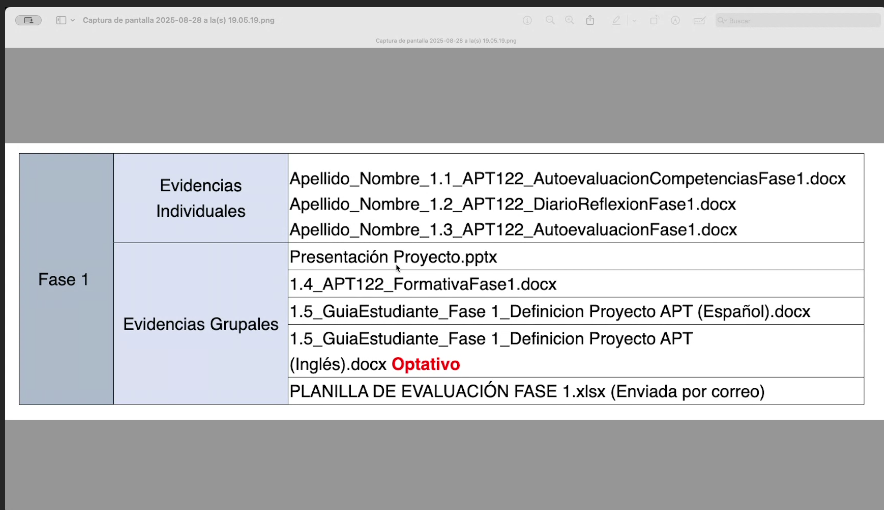 Captura de pantalla 2025-08-28 a la(s) 19.05.19.png
Buscar
Captura de pantalla 2025-08-28 a la(s) 19.05.19.png
Fase 1
Evidencias
Individuales
Apellido_Nombre_1.1_APT122_AutoevaluacionCompetenciasFase1.docx
Apellido_Nombre_1.2_APT122_DiarioReflexionFase1.docx
Apellido_Nombre_1.3_APT122_AutoevaluacionFase1.docx
Evidencias Grupales
Presentación Proyecto.pptx
1.4_APT122_FormativaFase1.docx
1.5_GuiaEstudiante_Fase 1_Definicion Proyecto APT (Español).docx
1.5_GuiaEstudiante_Fase 1_Definicion Proyecto APT
(Inglés).docx Optativo
PLANILLA DE EVALUACIÓN FASE 1.xlsx (Enviada por correo)